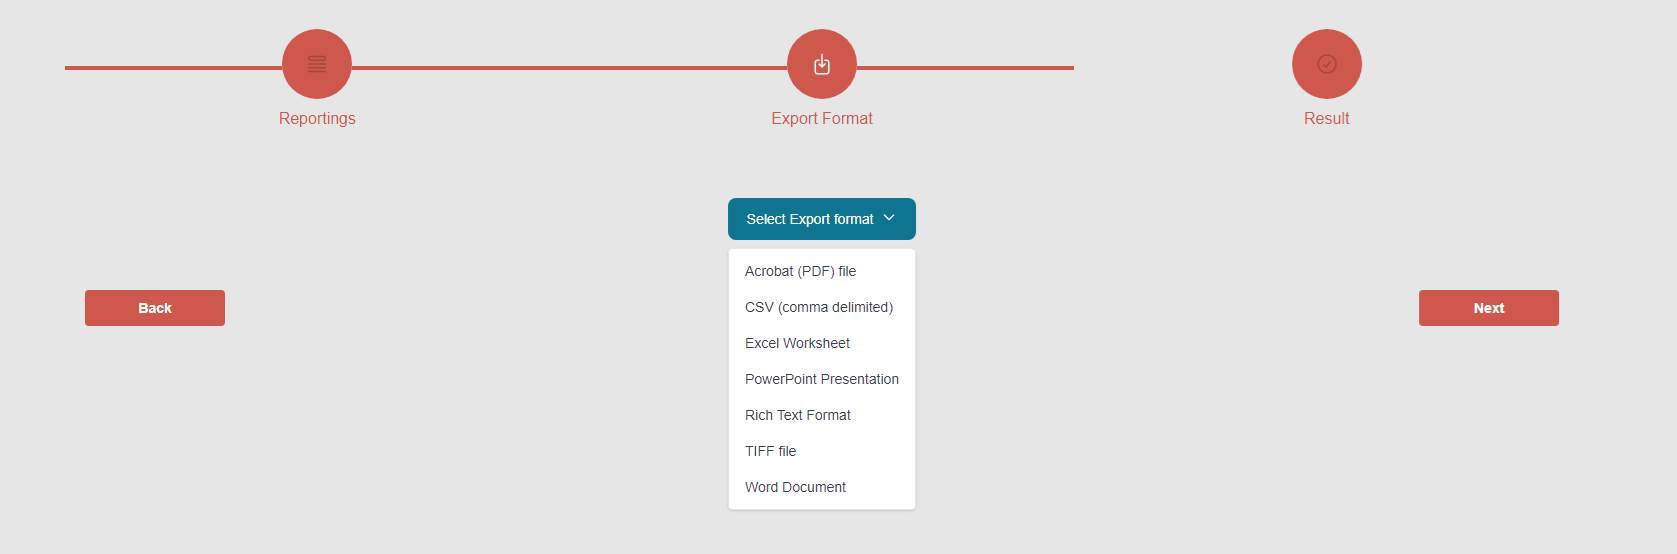 Reportings
Export Format
Result
Select Export format
Acrobat (PDF) file
CSV (comma delimited)
Excel Worksheet
PowerPoint Presentation
Rich Text Format
TIFF file
Word Document
Back
Next